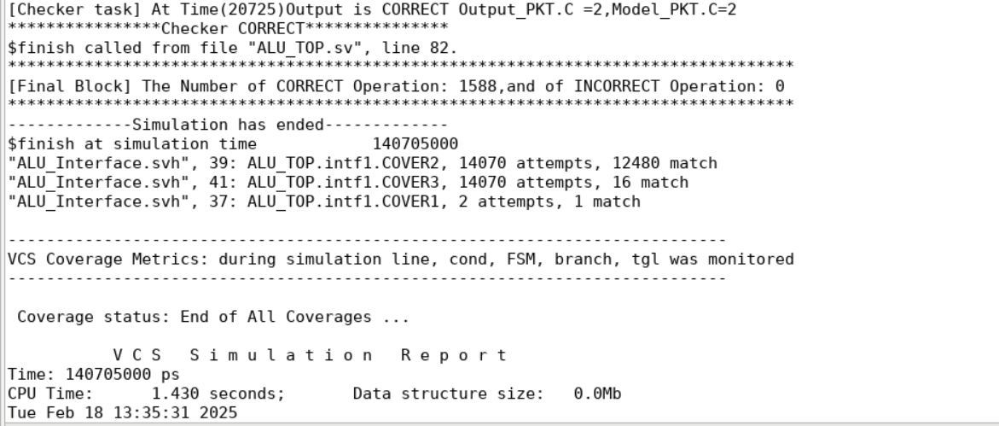 [Checker task] At Time(20725)Output is CORRECT Output_PKT.C =2,Model_PKT.C=2
****************Checker CORRECT***************
$finish called from file "ALU_TOP.sv", line 82.
**********************************************************************************
[Final Block] The Number of CORRECT Operation: 1588,and of INCORRECT Operation: 0
**********************************************************************************
-------------Simulation has ended-------------
$finish at simulation time            140705000
"ALU_Interface.svh", 39: ALU_TOP.intf1.COVER2, 14070 attempts, 12480 match
"ALU_Interface.svh", 41: ALU_TOP.intf1.COVER3, 14070 attempts, 16 match
"ALU_Interface.svh", 37: ALU_TOP.intf1.COVER1, 2 attempts, 1 match
---------------------------------------------------------------------------
VCS Coverage Metrics: during simulation line, cond, FSM, branch, tgl was monitored
---------------------------------------------------------------------------
Coverage status: End of All Coverages ...
V C S   S i m u l a t i o n   R e p o r t
Time: 140705000 ps
CPU Time:      1.430 seconds;       Data structure size:   0.0Mb
Tue Feb 18 13:35:31 2025